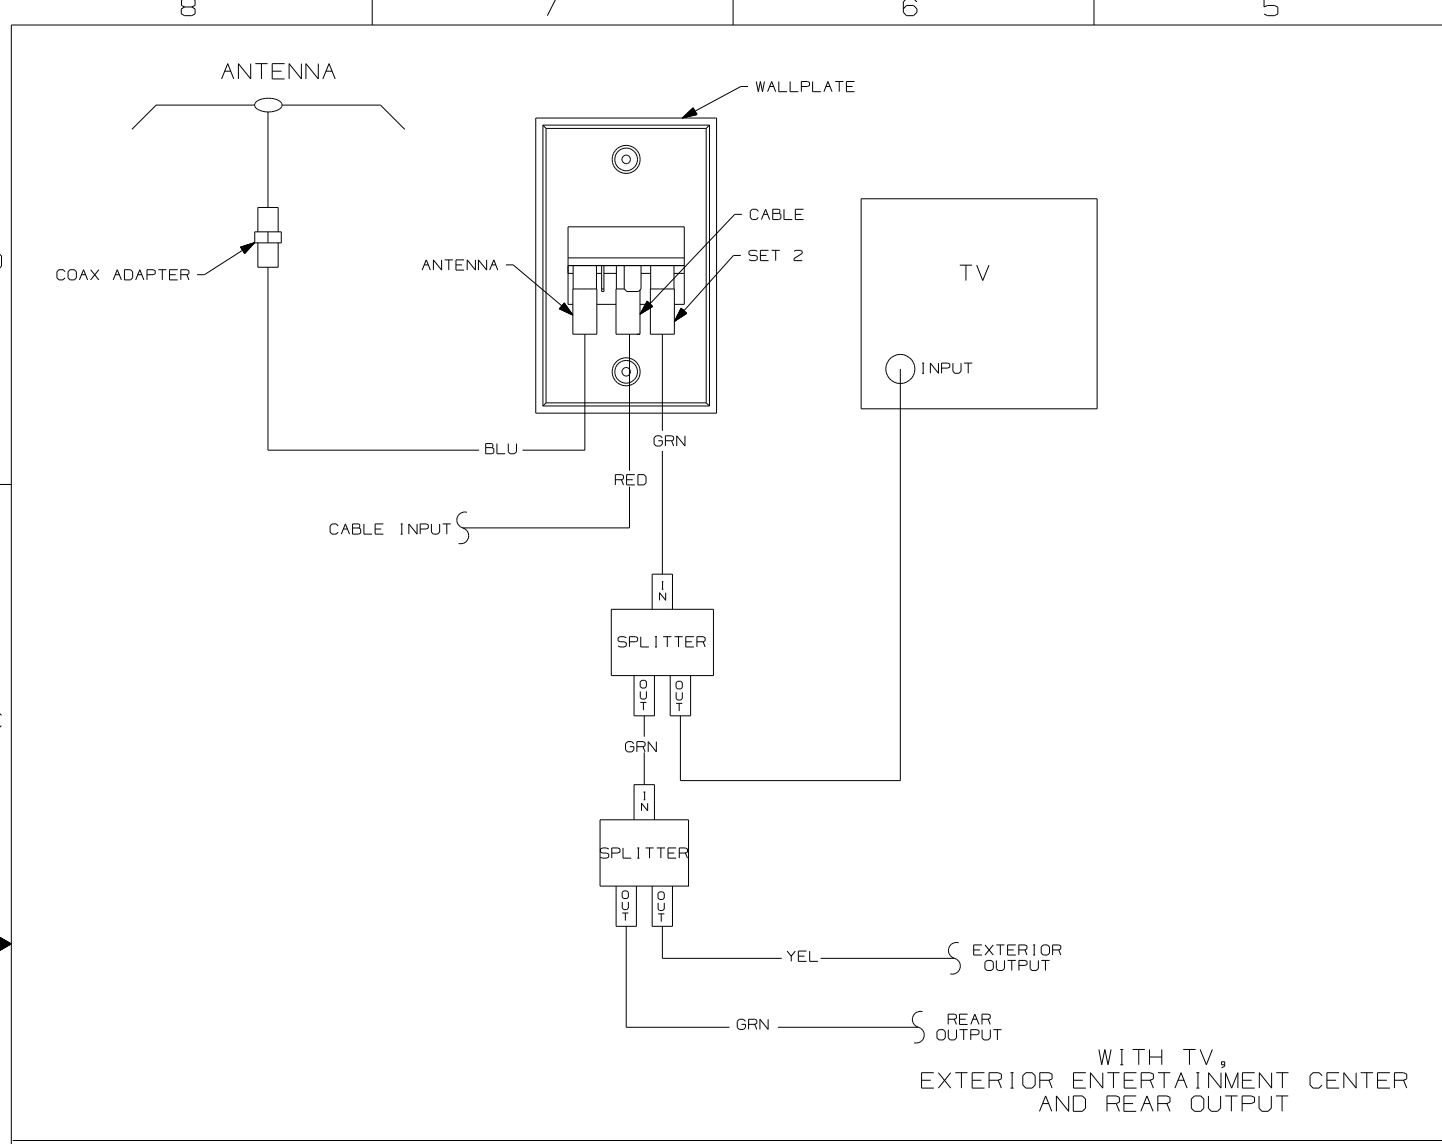 8 7 6 5
ANTENNA
WALLPLATE
CABLE
SET 2
ANTENNA
COAX ADAPTER
TV
INPUT
BLU
GRN
RED
CABLE INPUT
IN
SPLITTER
OUT OUT
GRN
IN
SPLITTER
OUT OUT
YEL
EXTERIOR
OUTPUT
GRN
REAR
OUTPUT
WITH TV,
EXTERIOR ENTERTAINMENT CENTER
AND REAR OUTPUT